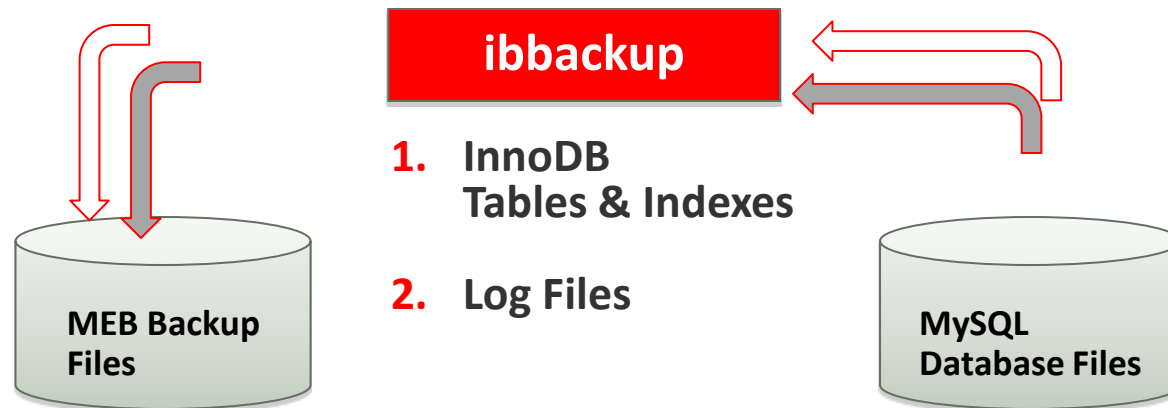 ibbackup
1. InnoDB
Tables & Indexes
2. Log Files
MEB Backup
Files
MySQL
Database Files